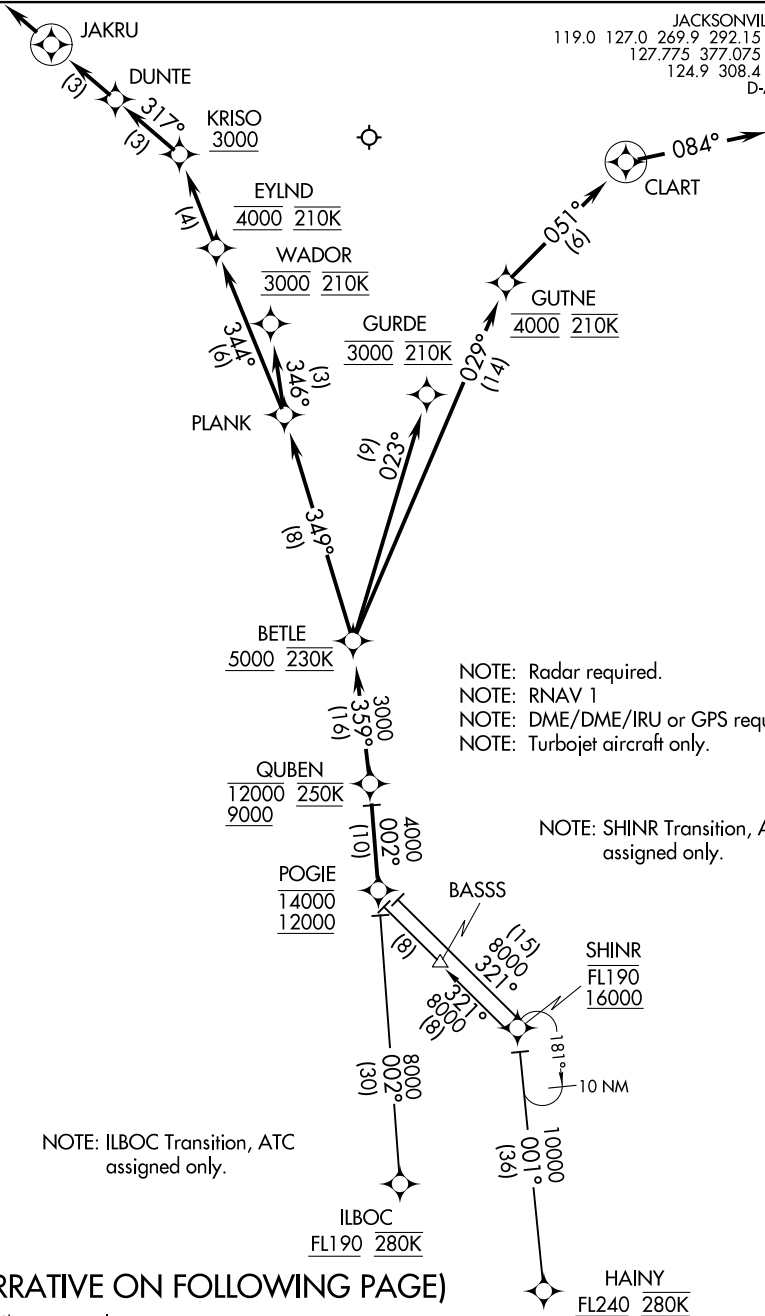 JAKRU
JACKSONVIL
119.0 127.0 269.9 292.15
127.775 377.075
124.9 308.4
D-A
(3)
DUNTE
317°
(3)
KRISO
3000
084°
CLART
(4)
EYLND
4000 210K
051°
(6)
WADOR
3000 210K
GUTNE
4000 210K
GURDE
3000 210K
344°
(6)
(3)
346°
029°
(14)
PLANK
(9)
023°
349°
(8)
BETLE
5000 230K
NOTE: Radar required.
NOTE: RNAV 1
NOTE: DME/DME/IRU or GPS requ
NOTE: Turbojet aircraft only.
3000
359°
(16)
QUBEN
12000 250K
9000
NOTE: SHINR Transition, A
assigned only.
4000
002°
(10)
POGIE
14000
12000
BASSS
(8)
(15)
8000
321°
SHINR
FL190
16000
321°
8000
(8)
181°
10 NM
8000
002°
(30)
NOTE: ILBOC Transition, ATC
assigned only.
10000
001°
(36)
ILBOC
FL190 280K
RRATIVE ON FOLLOWING PAGE)
HAINY
FL240 280K